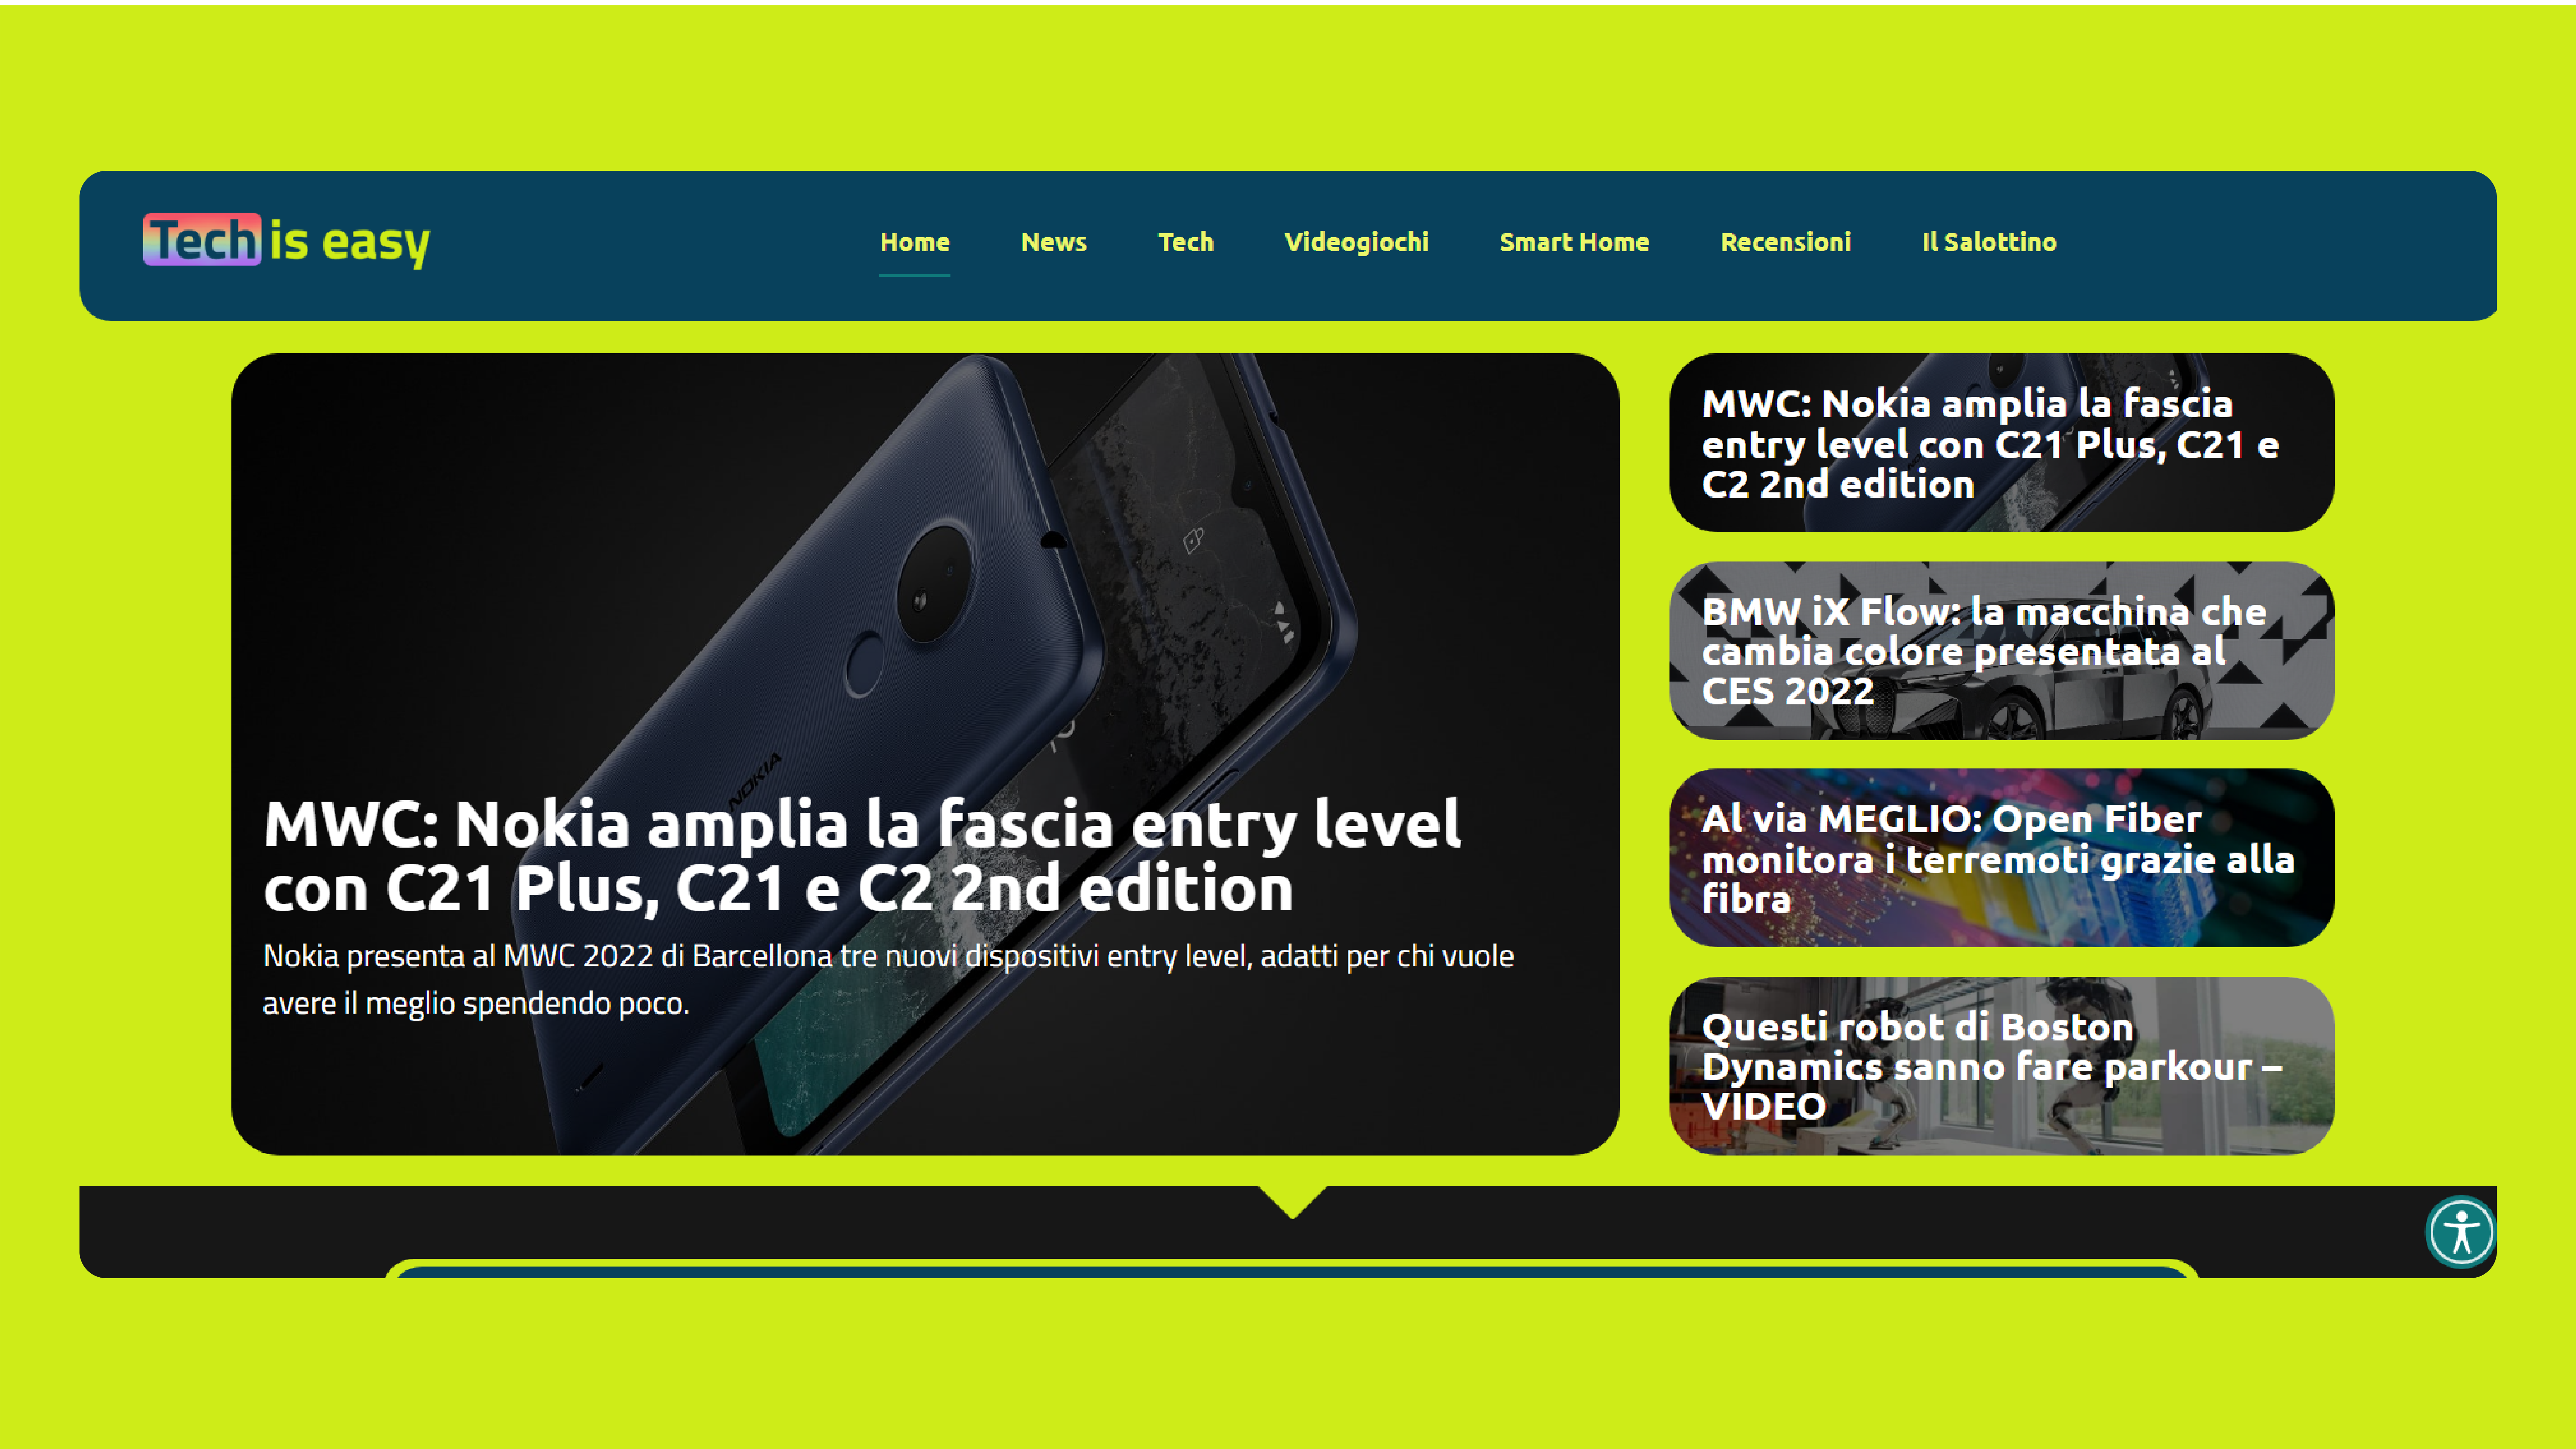 Tech is easy
Home
News
Tech
Videogiochi
Smart Home
Recensioni
Il Salottino
NOKIA
MWC: Nokia amplia la fascia entry level
con C21 Plus, C21 e C2 2nd edition
Nokia presenta al MWC 2022 di Barcellona tre nuovi dispositivi entry level, adatti per chi vuole
avere il meglio spendendo poco.
MWC: Nokia amplia la fascia
entry level con C21 Plus, C21 e
C2 2nd edition
BMW iX Flow: la macchina che
cambia colore presentata al
CES 2022
Al via MEGLIO: Open Fiber
monitora i terremoti grazie alla
fibra
Questi robot di Boston
Dynamics sanno fare parkour –
VIDEO